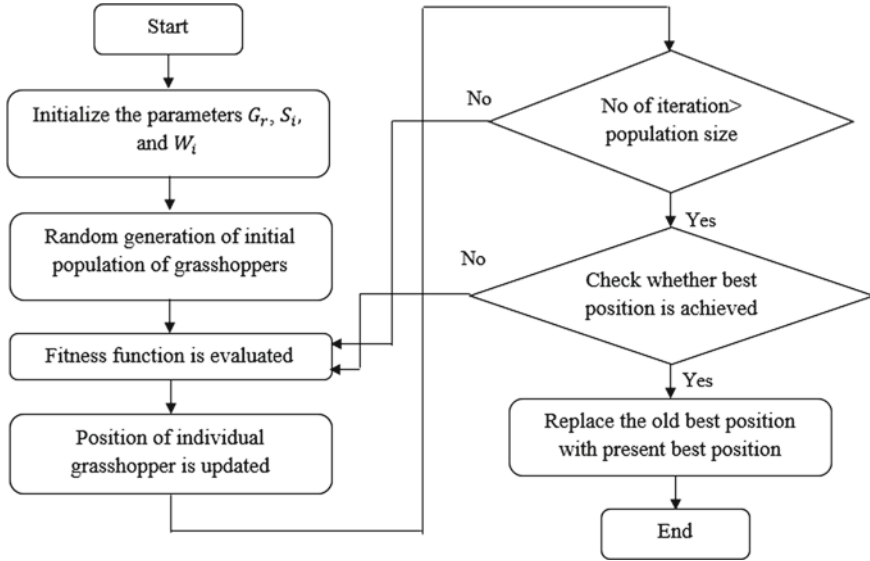 Start
Initialize the parameters G_r, S_i,
and W_i
Random generation of initial
population of grasshoppers
Fitness function is evaluated
Position of individual
grasshopper is updated
No of iteration>
population size
No
Yes
Check whether best
position is achieved
No
Yes
Replace the old best position
with present best position
End